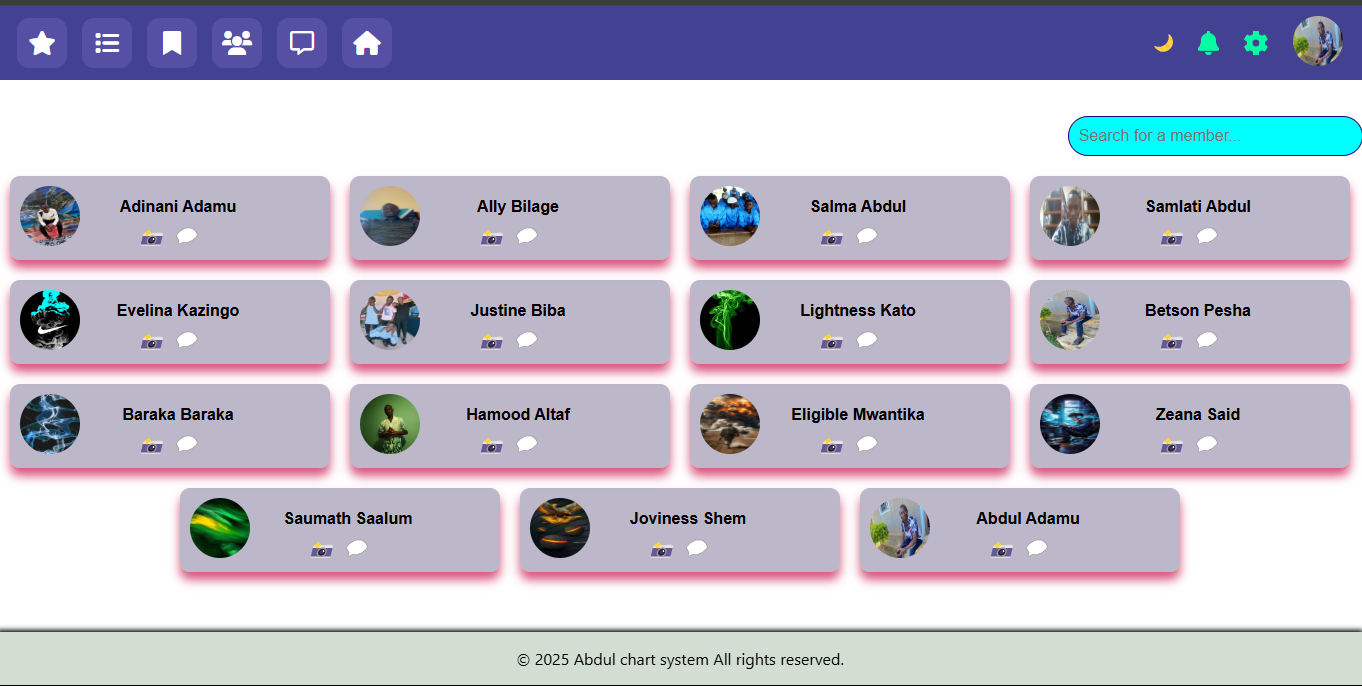 Search for a member...
Adinani Adamu
Ally Bilage
Salma Abdul
Samlati Abdul
Evelina Kazingo
Justine Biba
Lightness Kato
Betson Pesha
Baraka Baraka
Hamood Altaf
Eligible Mwantika
Zeana Said
Saumath Saalum
Joviness Shem
Abdul Adamu
© 2025 Abdul chart system All rights reserved.